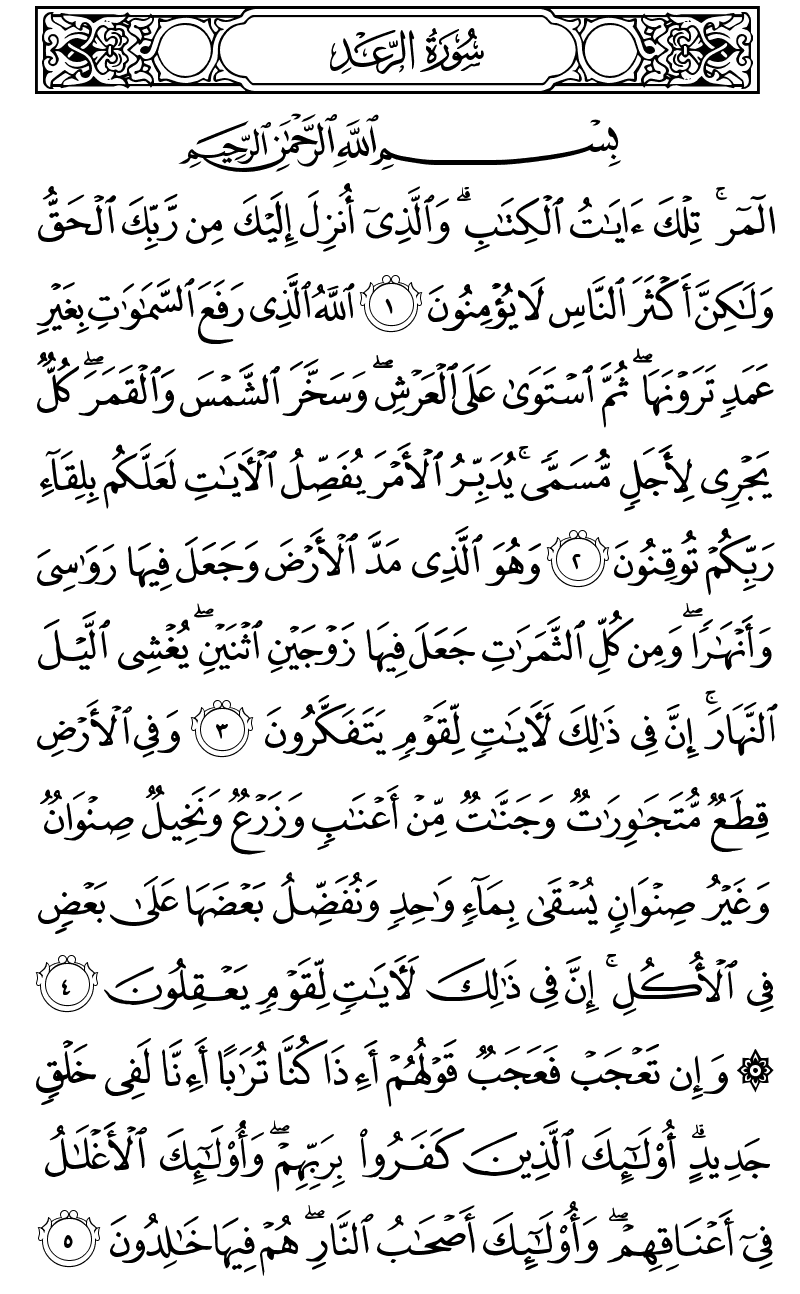 سُورَةُ الرَّعْدِ
بِسْمِ ٱللَّهِ ٱلرَّحْمَٰنِ ٱلرَّحِيمِ
الٓمٓر ۚ تِلْكَ ءَايَٰتُ ٱلْكِتَٰبِ ۗ وَٱلَّذِىٓ أُنزِلَ إِلَيْكَ مِن رَّبِّكَ ٱلْحَقُّ
وَلَٰكِنَّ أَكْثَرَ ٱلنَّاسِ لَا يُؤْمِنُونَ ١ ٱللَّهُ ٱلَّذِى رَفَعَ ٱلسَّمَٰوَٰتِ بِغَيْرِ
عَمَدٍ تَرَوْنَهَا ۖ ثُمَّ ٱسْتَوَىٰ عَلَى ٱلْعَرْشِ ۖ وَسَخَّرَ ٱلشَّمْسَ وَٱلْقَمَرَ ۖ كُلٌّ
يَجْرِى لِأَجَلٍ مُّسَمًّى ۚ يُدَبِّرُ ٱلْأَمْرَ يُفَصِّلُ ٱلْءَايَٰتِ لَعَلَّكُم بِلِقَآءِ
رَبِّكُمْ تُوقِنُونَ ٢ وَهُوَ ٱلَّذِى مَدَّ ٱلْأَرْضَ وَجَعَلَ فِيهَا رَوَٰسِىَ
وَأَنْهَٰرًا ۖ وَمِن كُلِّ ٱلثَّمَرَٰتِ جَعَلَ فِيهَا زَوْجَيْنِ ٱثْنَيْنِ ۖ يُغْشِى ٱلَّيْلَ
ٱلنَّهَارَ ۚ إِنَّ فِى ذَٰلِكَ لَءَايَٰتٍ لِّقَوْمٍ يَتَفَكَّرُونَ ٣ وَفِى ٱلْأَرْضِ
قِطَعٌ مُّتَجَٰوِرَٰتٌ وَجَنَّٰتٌ مِّنْ أَعْنَٰبٍ وَزَرْعٌ وَنَخِيلٌ صِنْوَانٌ
وَغَيْرُ صِنْوَانٍ يُسْقَىٰ بِمَآءٍ وَٰحِدٍ وَنُفَضِّلُ بَعْضَهَا عَلَىٰ بَعْضٍ
فِى ٱلْأُكُلِ ۚ إِنَّ فِى ذَٰلِكَ لَءَايَٰتٍ لِّقَوْمٍ يَعْقِلُونَ ٤
۞ وَإِن تَعْجَبْ فَعَجَبٌ قَوْلُهُمْ أَءِذَا كُنَّا تُرَٰبًا أَءِنَّا لَفِى خَلْقٍ
جَدِيدٍ ۗ أُو۟لَٰٓئِكَ ٱلَّذِينَ كَفَرُوا۟ بِرَبِّهِمْ ۖ وَأُو۟لَٰٓئِكَ ٱلْأَغْلَٰلُ
فِىٓ أَعْنَاقِهِمْ ۖ وَأُو۟لَٰٓئِكَ أَصْحَٰبُ ٱلنَّارِ ۖ هُمْ فِيهَا خَٰلِدُونَ ٥